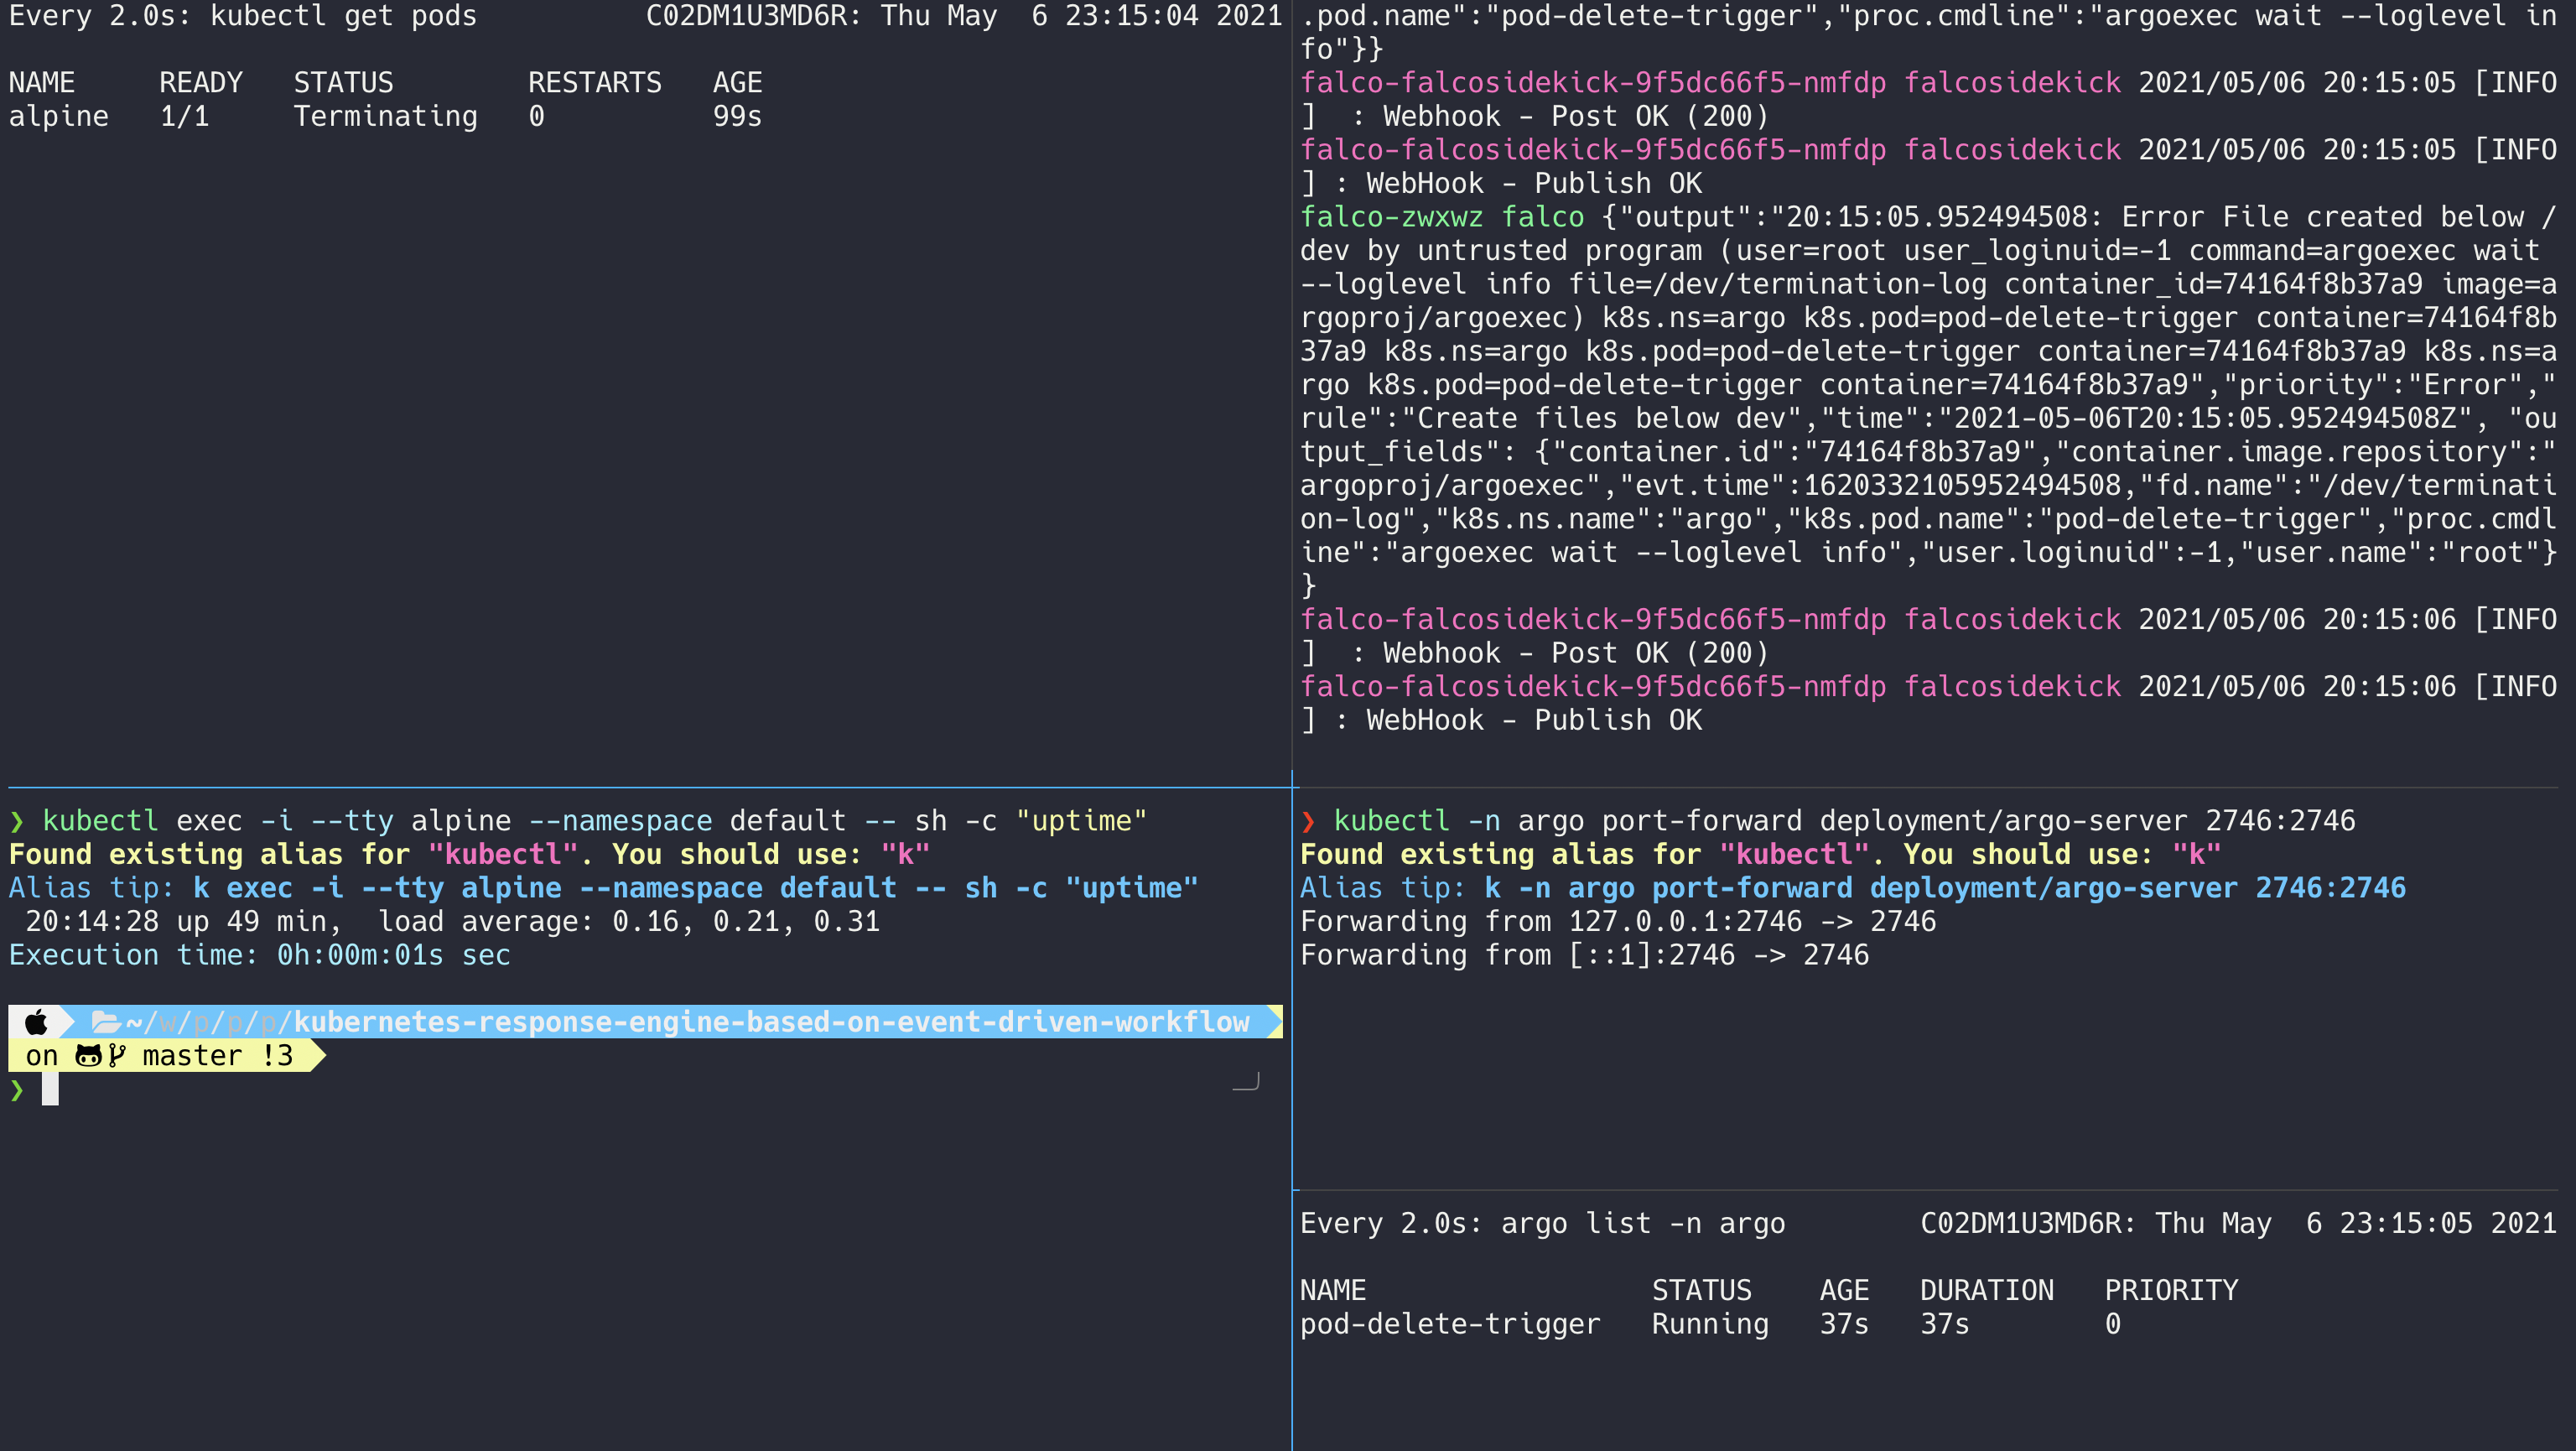 Every 2.0s: kubectl get pods          C02DM1U3MD6R: Thu May  6 23:15:04 2021
NAME     READY   STATUS        RESTARTS   AGE
alpine   1/1     Terminating   0          99s
.pod.name":"pod-delete-trigger","proc.cmdline":"argoexec wait --loglevel in
fo"}}
falco-falcosidekick-9f5dc66f5-nmfdp falcosidekick 2021/05/06 20:15:05 [INFO
]  : Webhook - Post OK (200)
falco-falcosidekick-9f5dc66f5-nmfdp falcosidekick 2021/05/06 20:15:05 [INFO
] : WebHook - Publish OK
falco-zwxwz falco {"output":"20:15:05.952494508: Error File created below /
dev by untrusted program (user=root user_loginuid=-1 command=argoexec wait
--loglevel info file=/dev/termination-log container_id=74164f8b37a9 image=a
rgoproj/argoexec) k8s.ns=argo k8s.pod=pod-delete-trigger container=74164f8b
37a9 k8s.ns=argo k8s.pod=pod-delete-trigger container=74164f8b37a9 k8s.ns=a
rgo k8s.pod=pod-delete-trigger container=74164f8b37a9","priority":"Error","
rule":"Create files below dev","time":"2021-05-06T20:15:05.952494508Z", "ou
tput_fields": {"container.id":"74164f8b37a9","container.image.repository":"
argoproj/argoexec","evt.time":1620332105952494508,"fd.name":"/dev/terminati
on-log","k8s.ns.name":"argo","k8s.pod.name":"pod-delete-trigger","proc.cmdl
ine":"argoexec wait --loglevel info","user.loginuid":-1,"user.name":"root"}
}
falco-falcosidekick-9f5dc66f5-nmfdp falcosidekick 2021/05/06 20:15:06 [INFO
]  : Webhook - Post OK (200)
falco-falcosidekick-9f5dc66f5-nmfdp falcosidekick 2021/05/06 20:15:06 [INFO
] : WebHook - Publish OK
❯ kubectl exec -i --tty alpine --namespace default -- sh -c "uptime"
Found existing alias for "kubectl". You should use: "k"
Alias tip: k exec -i --tty alpine --namespace default -- sh -c "uptime"
 20:14:28 up 49 min,  load average: 0.16, 0.21, 0.31
Execution time: 0h:00m:01s sec
~/w/p/p/p/kubernetes-response-engine-based-on-event-driven-workflow
on master !3
❯
❯ kubectl -n argo port-forward deployment/argo-server 2746:2746
Found existing alias for "kubectl". You should use: "k"
Alias tip: k -n argo port-forward deployment/argo-server 2746:2746
Forwarding from 127.0.0.1:2746 -> 2746
Forwarding from [::1]:2746 -> 2746
Every 2.0s: argo list -n argo        C02DM1U3MD6R: Thu May  6 23:15:05 2021
NAME                 STATUS    AGE   DURATION   PRIORITY
pod-delete-trigger   Running   37s   37s        0